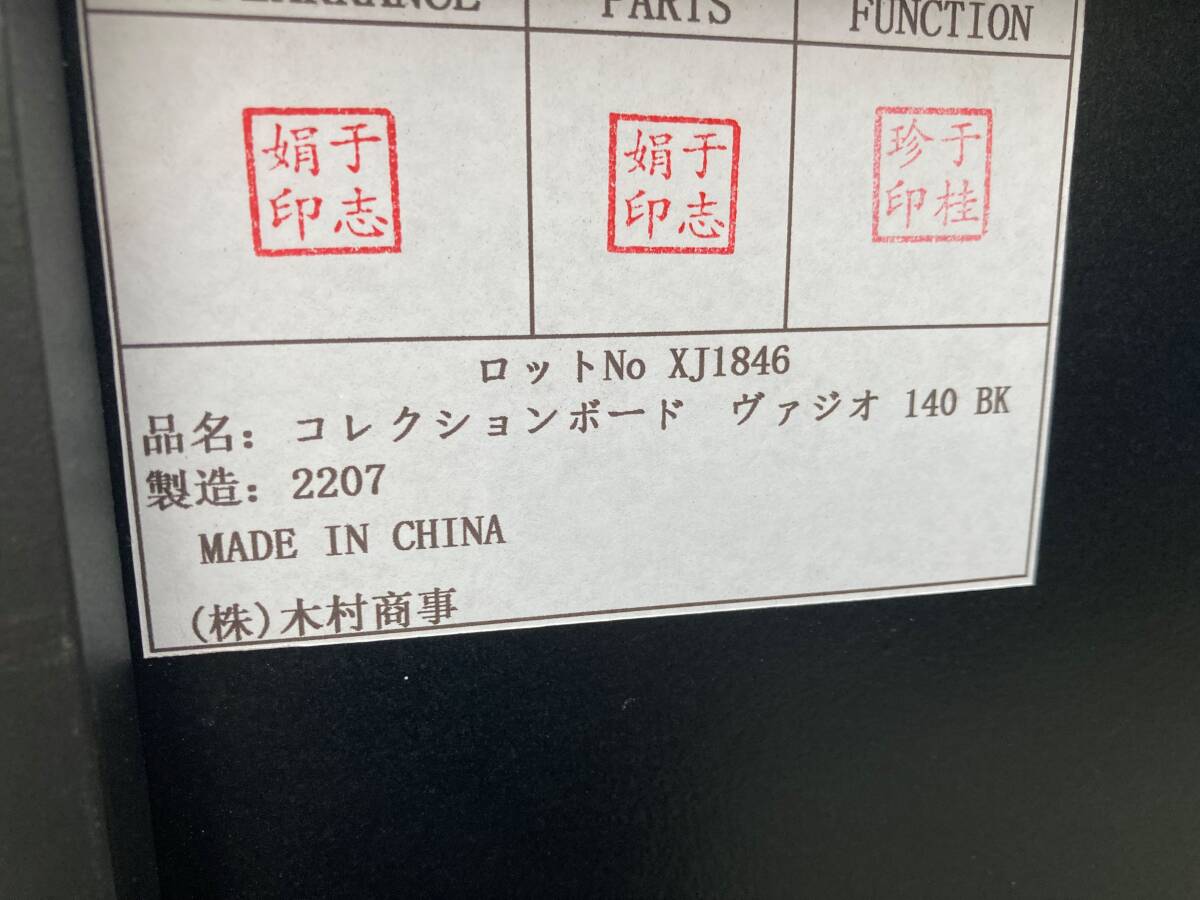 PARTS
FUNCTION
于志娟印
于志娟印
于桂珍印
ロットNo XJ1846
品名: コレクションボード　ヴァジオ 140 BK
製造: 2207
MADE IN CHINA
(株)木村商事